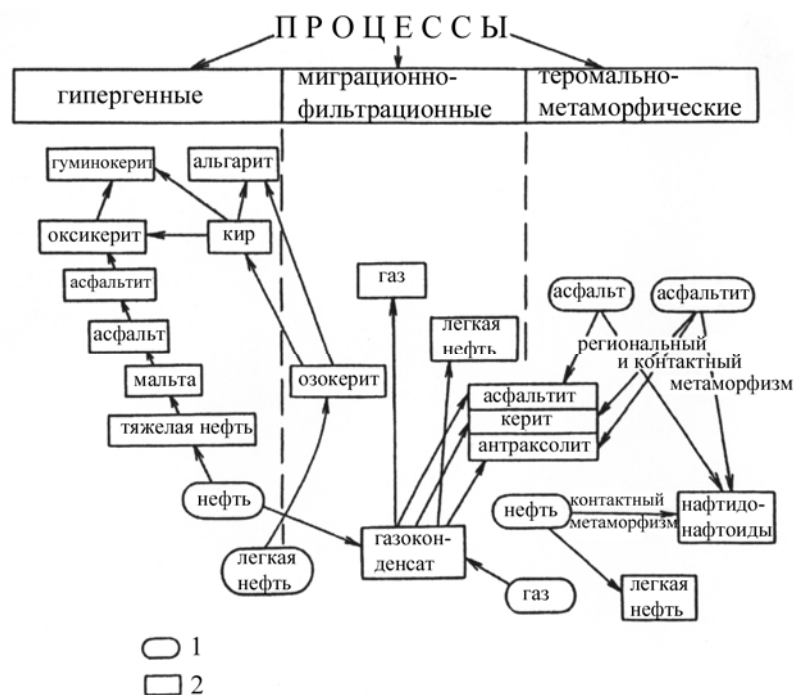 ПРОЦЕССЫ
гипергенные
миграционно-
фильтрационные
теромально-
метаморфические
гуминокерит
альгарит
оксикерит
кир
асфальтит
асфальт
мальта
тяжелая нефть
нефть
легкая
нефть
озокерит
газ
легкая
нефть
асфальт
асфальтит
региональный
и контактный
метаморфизм
асфальтит
керит
антраксолит
газокон-
денсат
газ
нефть
контактный
метаморфизм
нафтидо-
нафтоиды
легкая
нефть
1
2